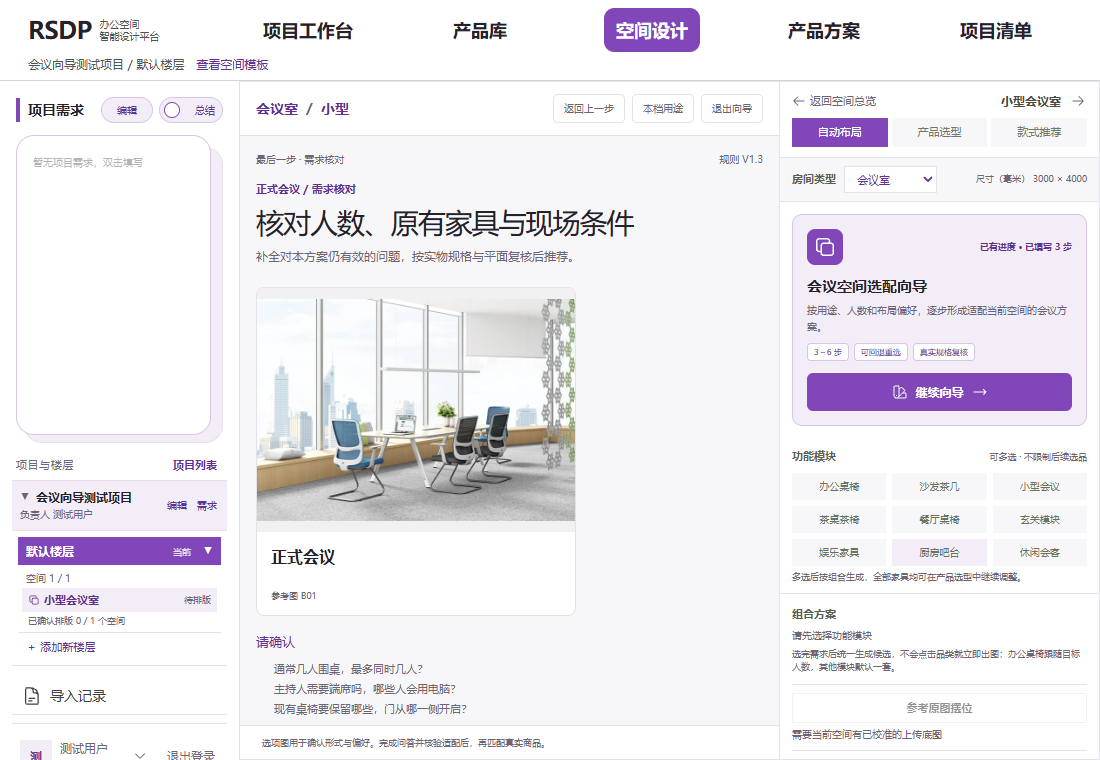 RSDP
办公空间
智能设计平台
项目工作台
产品库
空间设计
产品方案
项目清单
会议向导测试项目 / 默认楼层 查看空间模板
项目需求
编辑
总结
暂无项目需求，双击填写
项目与楼层
项目列表
▼ 会议向导测试项目
负责人 测试用户
编辑
需求
默认楼层
当前 ▼
空间 1 / 1
小型会议室
待排版
已确认排版 0 / 1 个空间
+ 添加新楼层
导入记录
测
测试用户
退出登录
会议室 / 小型
返回上一步
本档用途
退出向导
最后一步 · 需求核对
规则 V1.3
正式会议 / 需求核对
核对人数、原有家具与现场条件
补全对本方案仍有效的问题，按实物规格与平面复核后推荐。
正式会议
参考图 B01
请确认
通常几人围桌，最多同时几人？
主持人需要端席吗，哪些人会用电脑？
现有桌椅要保留哪些，门从哪一侧开启？
选项图用于确认形式与偏好。完成问答并核验适配后，再匹配真实商品。
← 返回空间总览
小型会议室 →
自动布局
产品选型
款式推荐
房间类型
会议室
尺寸（毫米） 3000 × 4000
已有进度 • 已填写 3 步
会议空间选配向导
按用途、人数和布局偏好，逐步形成适配当前空间的会议方
案。
3–6 步
可回退重选
真实规格复核
继续向导 →
功能模块
可多选 · 不限制后续选品
办公桌椅
沙发茶几
小型会议
茶桌茶椅
餐厅桌椅
玄关模块
娱乐家具
厨房吧台
休闲会客
多选后按组合生成，全部家具均可在产品选型中继续调整。
组合方案
请先选择功能模块
选完需求后统一生成候选，不会点击品类就立即出图；办公桌椅跟随目标
人数，其他模块默认一套。
参考原图摆位
需要当前空间有已校准的上传底图